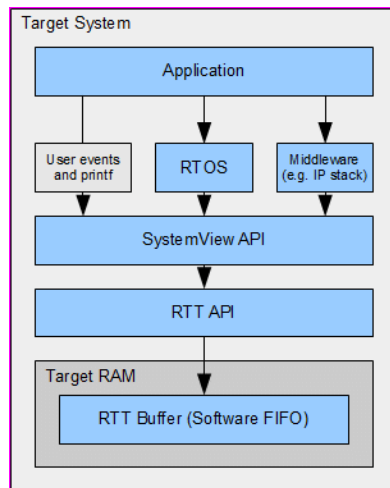 Target System
Application
User events
and printf
RTOS
Middleware
(e.g. IP stack)
SystemView API
RTT API
Target RAM
RTT Buffer (Software FIFO)